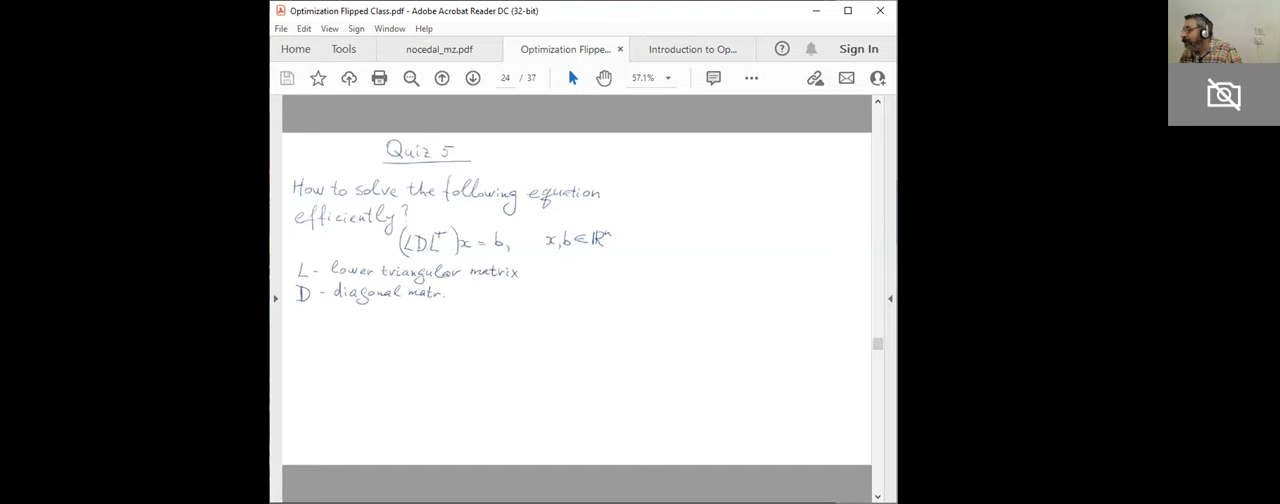 Optimization Flipped Class.pdf - Adobe Acrobat Reader DC (32-bit)
File Edit View Sign Window Help
Home Tools nocedal_mz.pdf Optimization Flippe... × Introduction to Op... Sign In
24 / 37 57.1%
Quiz 5
How to solve the following equation
efficiently?
(LDLᵀ)x = b, x,b ∈ ℝⁿ
L - lower triangular matrix
D - diagonal matr.